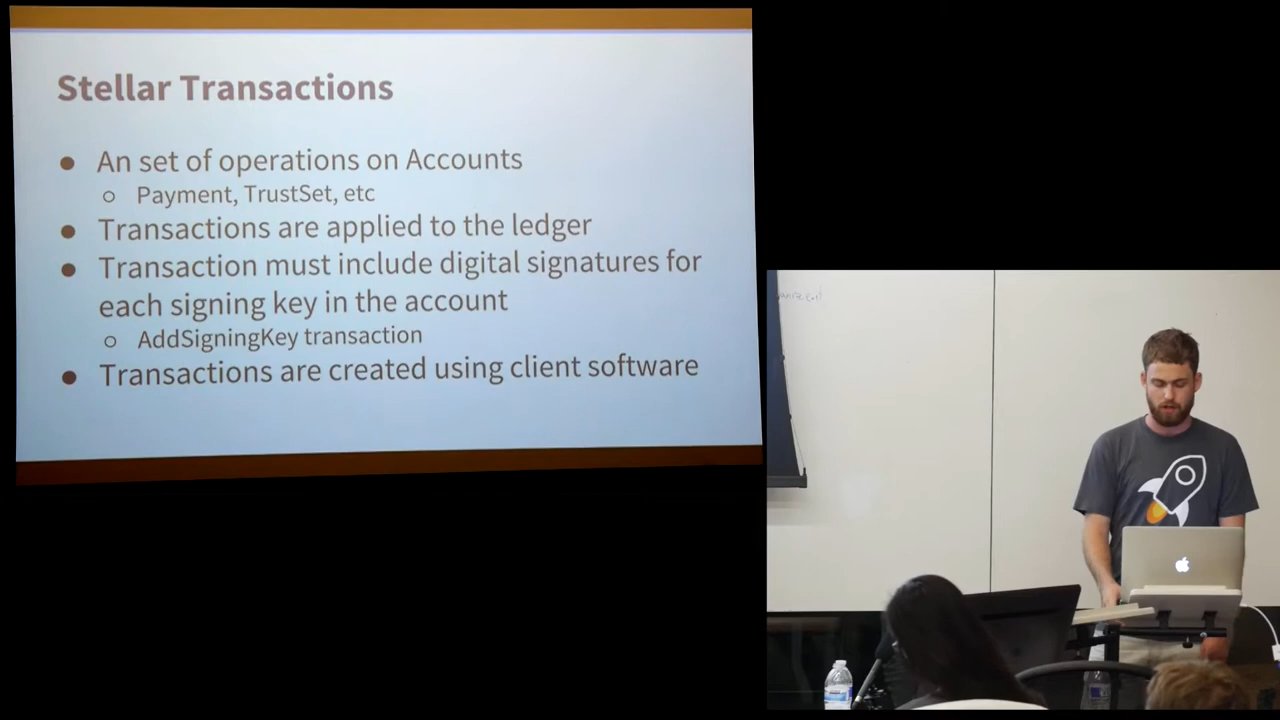 Stellar Transactions
● An set of operations on Accounts
○ Payment, TrustSet, etc
● Transactions are applied to the ledger
● Transaction must include digital signatures for
each signing key in the account
○ AddSigningKey transaction
● Transactions are created using client software